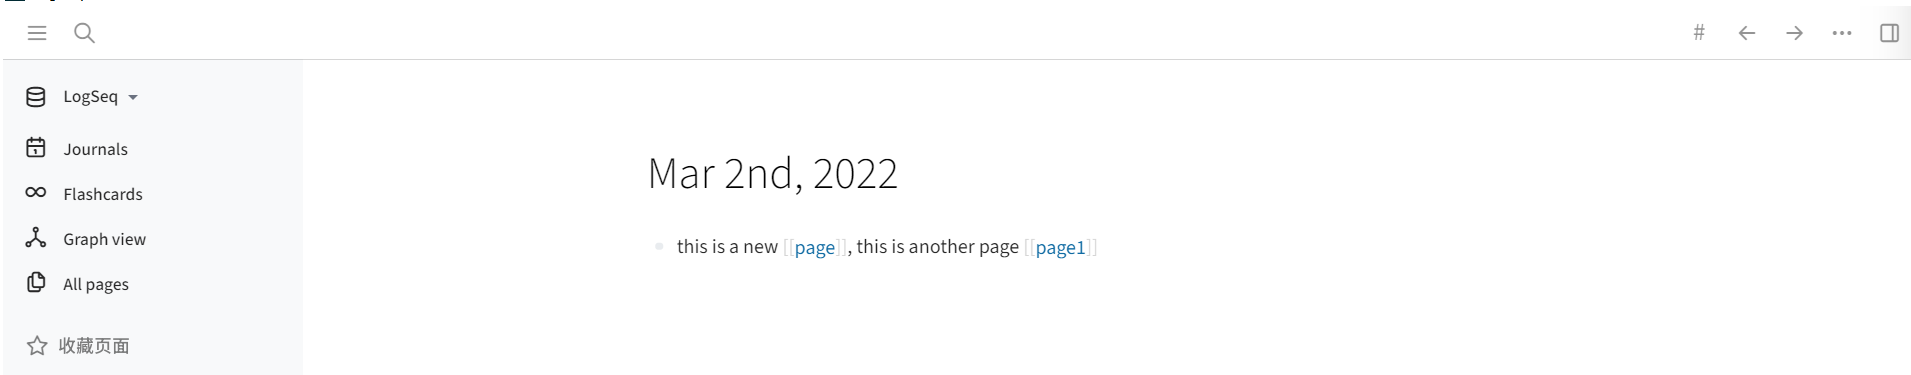 #
LogSeq
Journals
Flashcards
Graph view
All pages
收藏页面
Mar 2nd, 2022
this is a new [[page]], this is another page [[page1]]